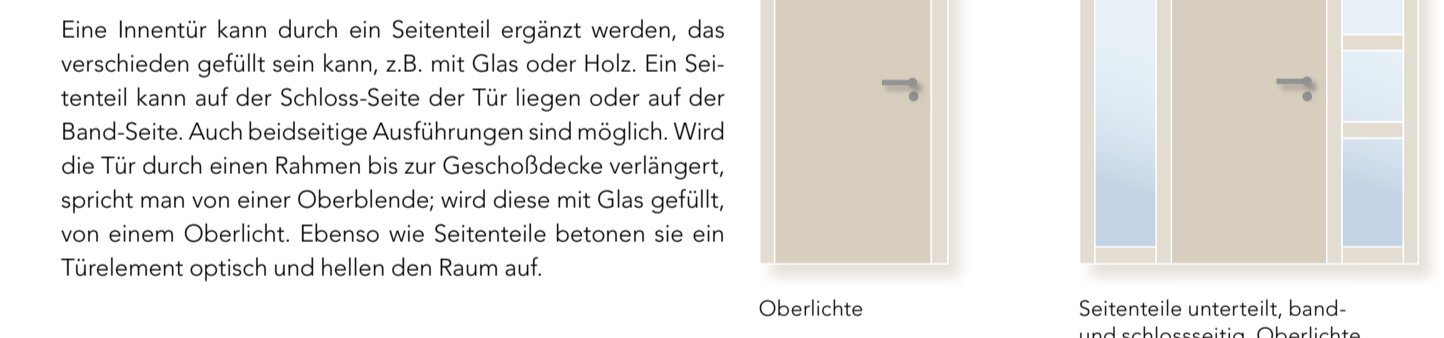 Eine Innentür kann durch ein Seitenteil ergänzt werden, das
verschieden gefüllt sein kann, z.B. mit Glas oder Holz. Ein Sei-
tenteil kann auf der Schloss-Seite der Tür liegen oder auf der
Band-Seite. Auch beidseitige Ausführungen sind möglich. Wird
die Tür durch einen Rahmen bis zur Geschoßdecke verlängert,
spricht man von einer Oberblende; wird diese mit Glas gefüllt,
von einem Oberlicht. Ebenso wie Seitenteile betonen sie ein
Türelement optisch und hellen den Raum auf.
Oberlichte
Seitenteile unterteilt, band-
und schlossseitig, Oberlichte